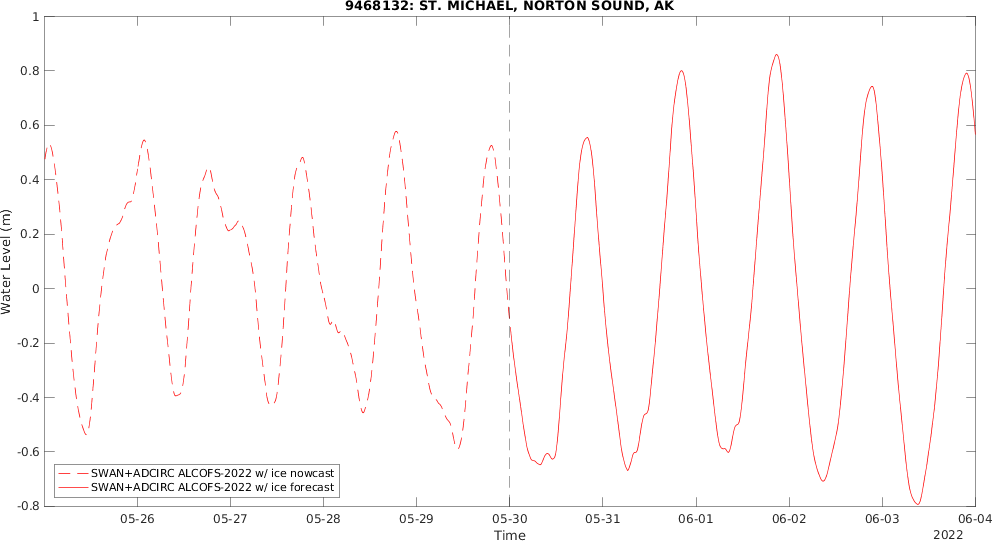 9468132: ST. MICHAEL, NORTON SOUND, AK
Water Level (m)
1
0.8
0.6
0.4
0.2
0
-0.2
-0.4
-0.6
-0.8
SWAN+ADCIRC ALCOFS-2022 w/ ice nowcast
SWAN+ADCIRC ALCOFS-2022 w/ ice forecast
05-26 05-27 05-28 05-29 05-30 05-31 06-01 06-02 06-03 06-04
Time
2022